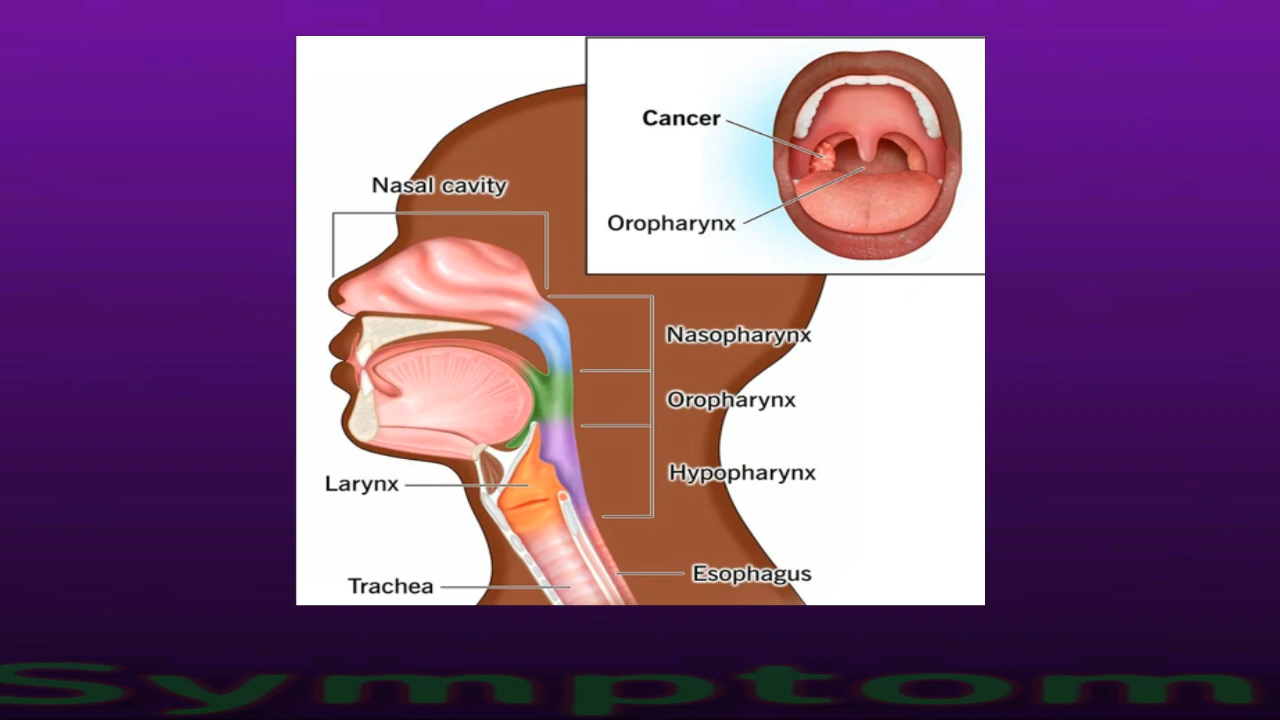 Cancer
Oropharynx
Nasal cavity
Nasopharynx
Oropharynx
Hypopharynx
Larynx
Esophagus
Trachea
Symptom